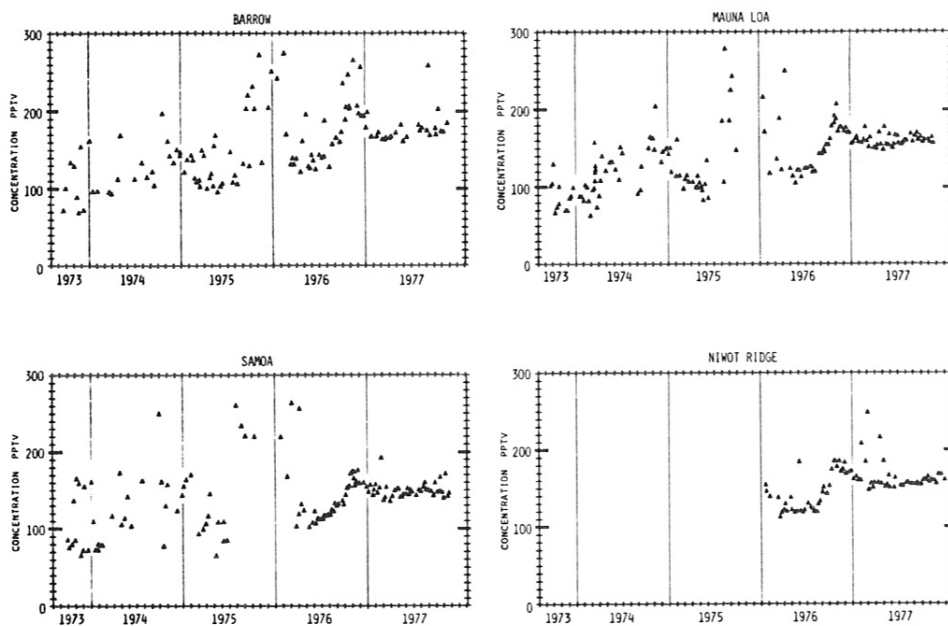 BARROW
CONCENTRATION PPTV
300
200
100
0
1973 1974 1975 1976 1977
MAUNA LOA
CONCENTRATION PPTV
300
200
100
0
1973 1974 1975 1976 1977
SAMOA
CONCENTRATION PPTV
300
200
100
0
1973 1974 1975 1976 1977
NIWOT RIDGE
CONCENTRATION PPTV
300
200
100
0
1973 1974 1975 1976 1977